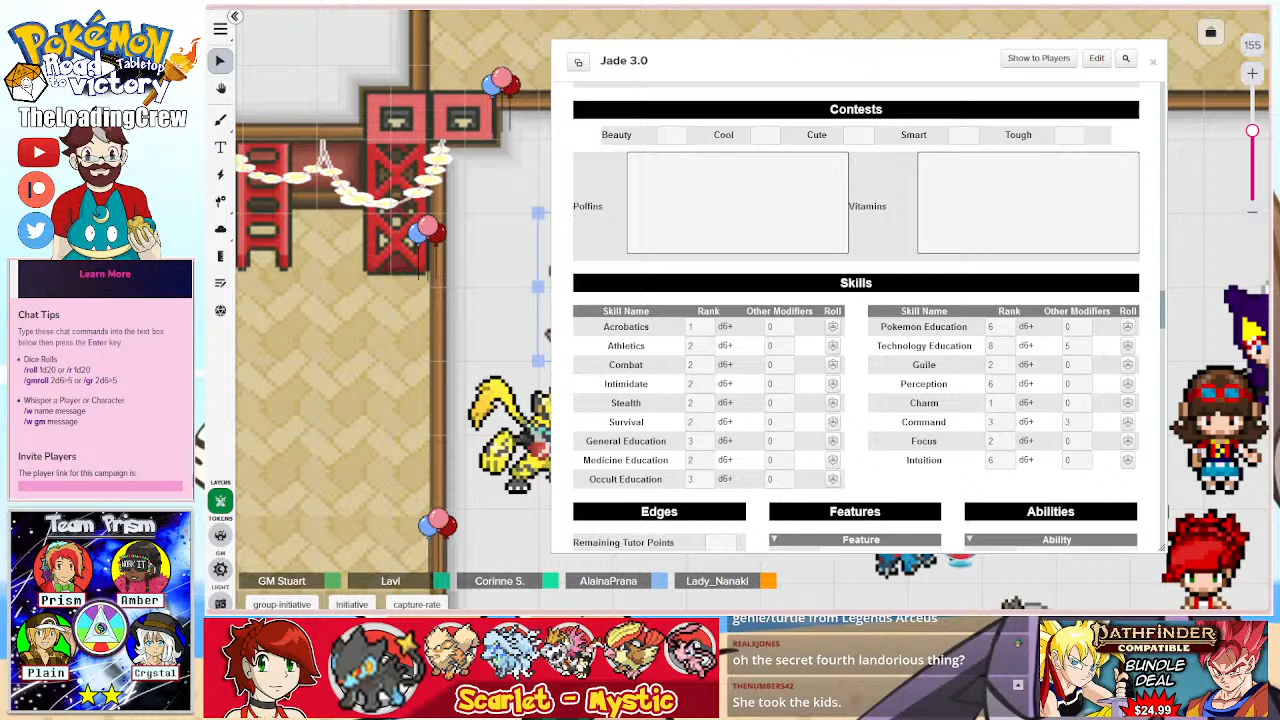 Pokémon
Tabletop
Road
to
Victory
TheLoadingCrew
Learn More
Chat Tips
Type these chat commands into the text box
below then press the Enter key.
• Dice Rolls
/roll 1d20 or /r 1d20
/gmroll 2d6>5 or /gr 2d6>5
• Whisper a Player or Character
/w name message
/w gm message
Invite Players
The player link for this campaign is:
Team Prism
WORK IT
Prism
Amber
Plain
Crystal
LAYERS
TOKENS
GM
LIGHT
155
Jade 3.0
Show to Players
Edit
Contests
Beauty Cool Cute Smart Tough
Poffins Vitamins
Skills
Skill Name Rank Other Modifiers Roll Skill Name Rank Other Modifiers Roll
Acrobatics 1 d6+ 0 Pokemon Education 6 d6+ 0
Athletics 2 d6+ 0 Technology Education 8 d6+ 5
Combat 2 d6+ 0 Guile 2 d6+ 0
Intimidate 2 d6+ 0 Perception 6 d6+ 0
Stealth 2 d6+ 0 Charm 1 d6+ 0
Survival 2 d6+ 0 Command 3 d6+ 3
General Education 3 d6+ 0 Focus 2 d6+ 0
Medicine Education 2 d6+ 0 Intuition 6 d6+ 0
Occult Education 3 d6+ 0
Edges Features Abilities
Remaining Tutor Points Feature Ability
GM Stuart Lavi Corinne S. AlainaPrana Lady_Nanaki
group-initiative Initiative capture-rate
Scarlet - Mystic
genie/turtle from Legends Arceus
REALXJONES
oh the secret fourth landorious thing?
THENUMBERS42
She took the kids.
PATHFINDER
COMPATIBLE
BUNDLE
DEAL
$24.99